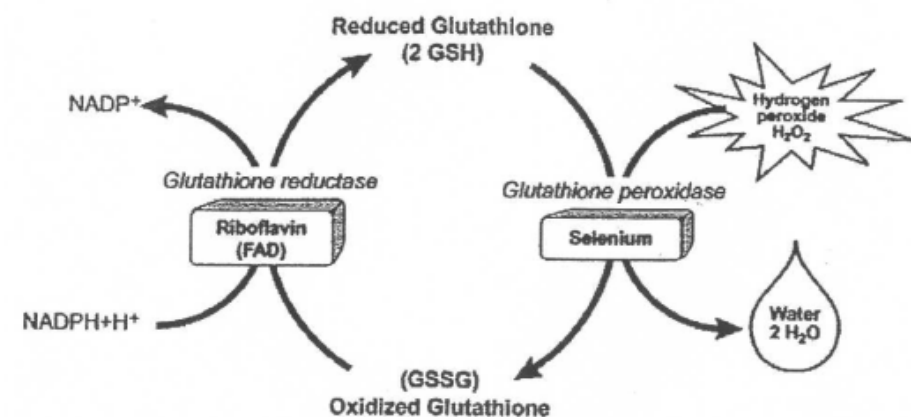 Reduced Glutathione
(2 GSH)
NADP⁺
Hydrogen
peroxide
H₂O₂
Glutathione reductase
Glutathione peroxidase
Riboflavin
(FAD)
Selenium
NADPH+H⁺
Water
2 H₂O
(GSSG)
Oxidized Glutathione